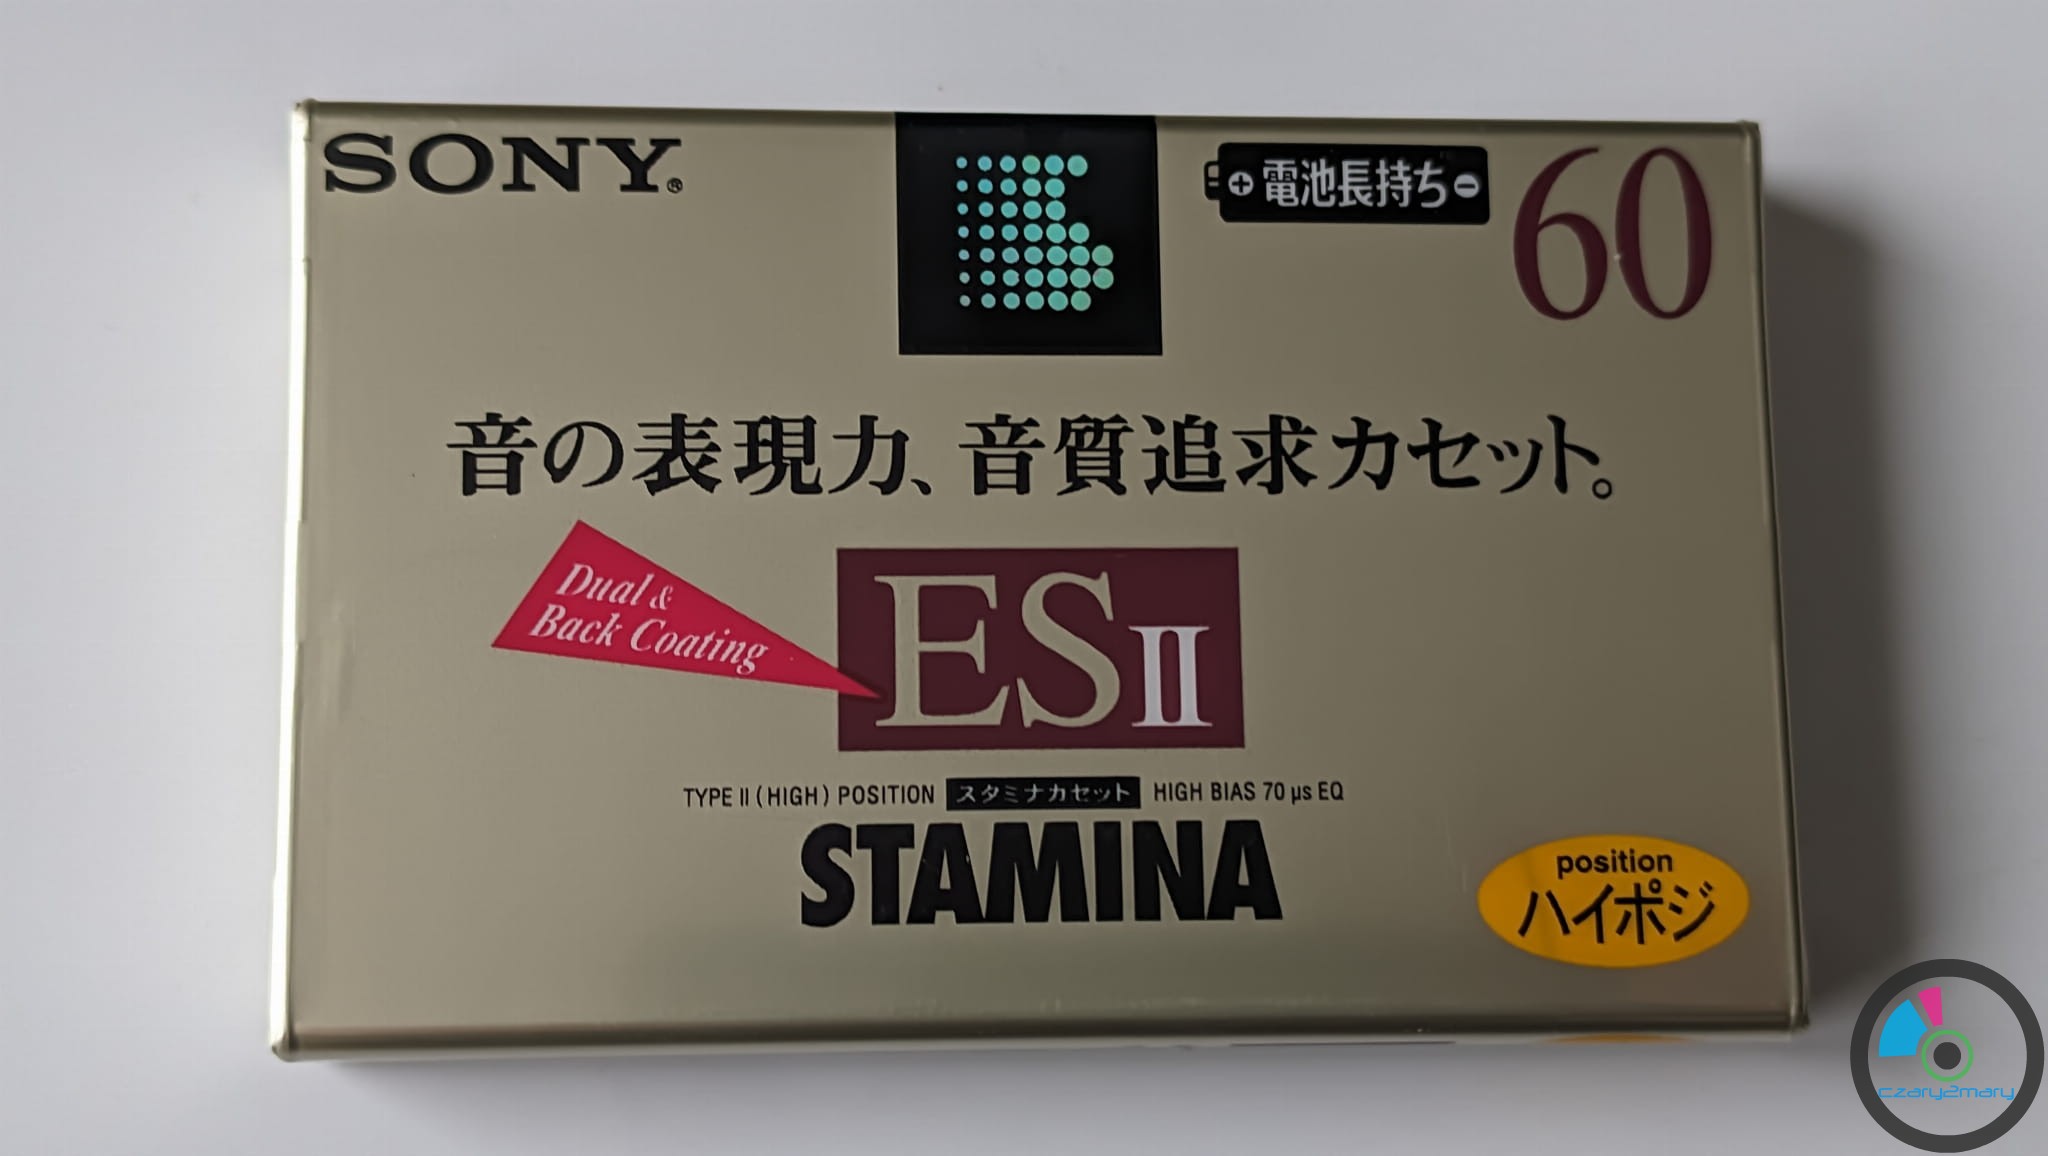 SONY®
+ 電池長持ち -
60
音の表現力、音質追求カセット。
Dual &
Back Coating
ES II
TYPE II (HIGH) POSITION スタミナカセット HIGH BIAS 70 µs EQ
STAMINA
position
ハイポジ
czary2mary